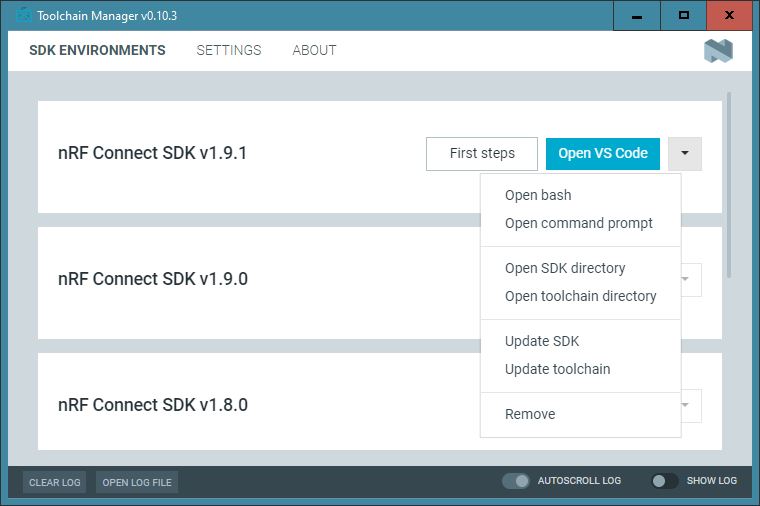 Toolchain Manager v0.10.3
SDK ENVIRONMENTS SETTINGS ABOUT
nRF Connect SDK v1.9.1
First steps Open VS Code
Open bash
Open command prompt
Open SDK directory
Open toolchain directory
Update SDK
Update toolchain
Remove
nRF Connect SDK v1.9.0
nRF Connect SDK v1.8.0
CLEAR LOG OPEN LOG FILE AUTOSCROLL LOG SHOW LOG